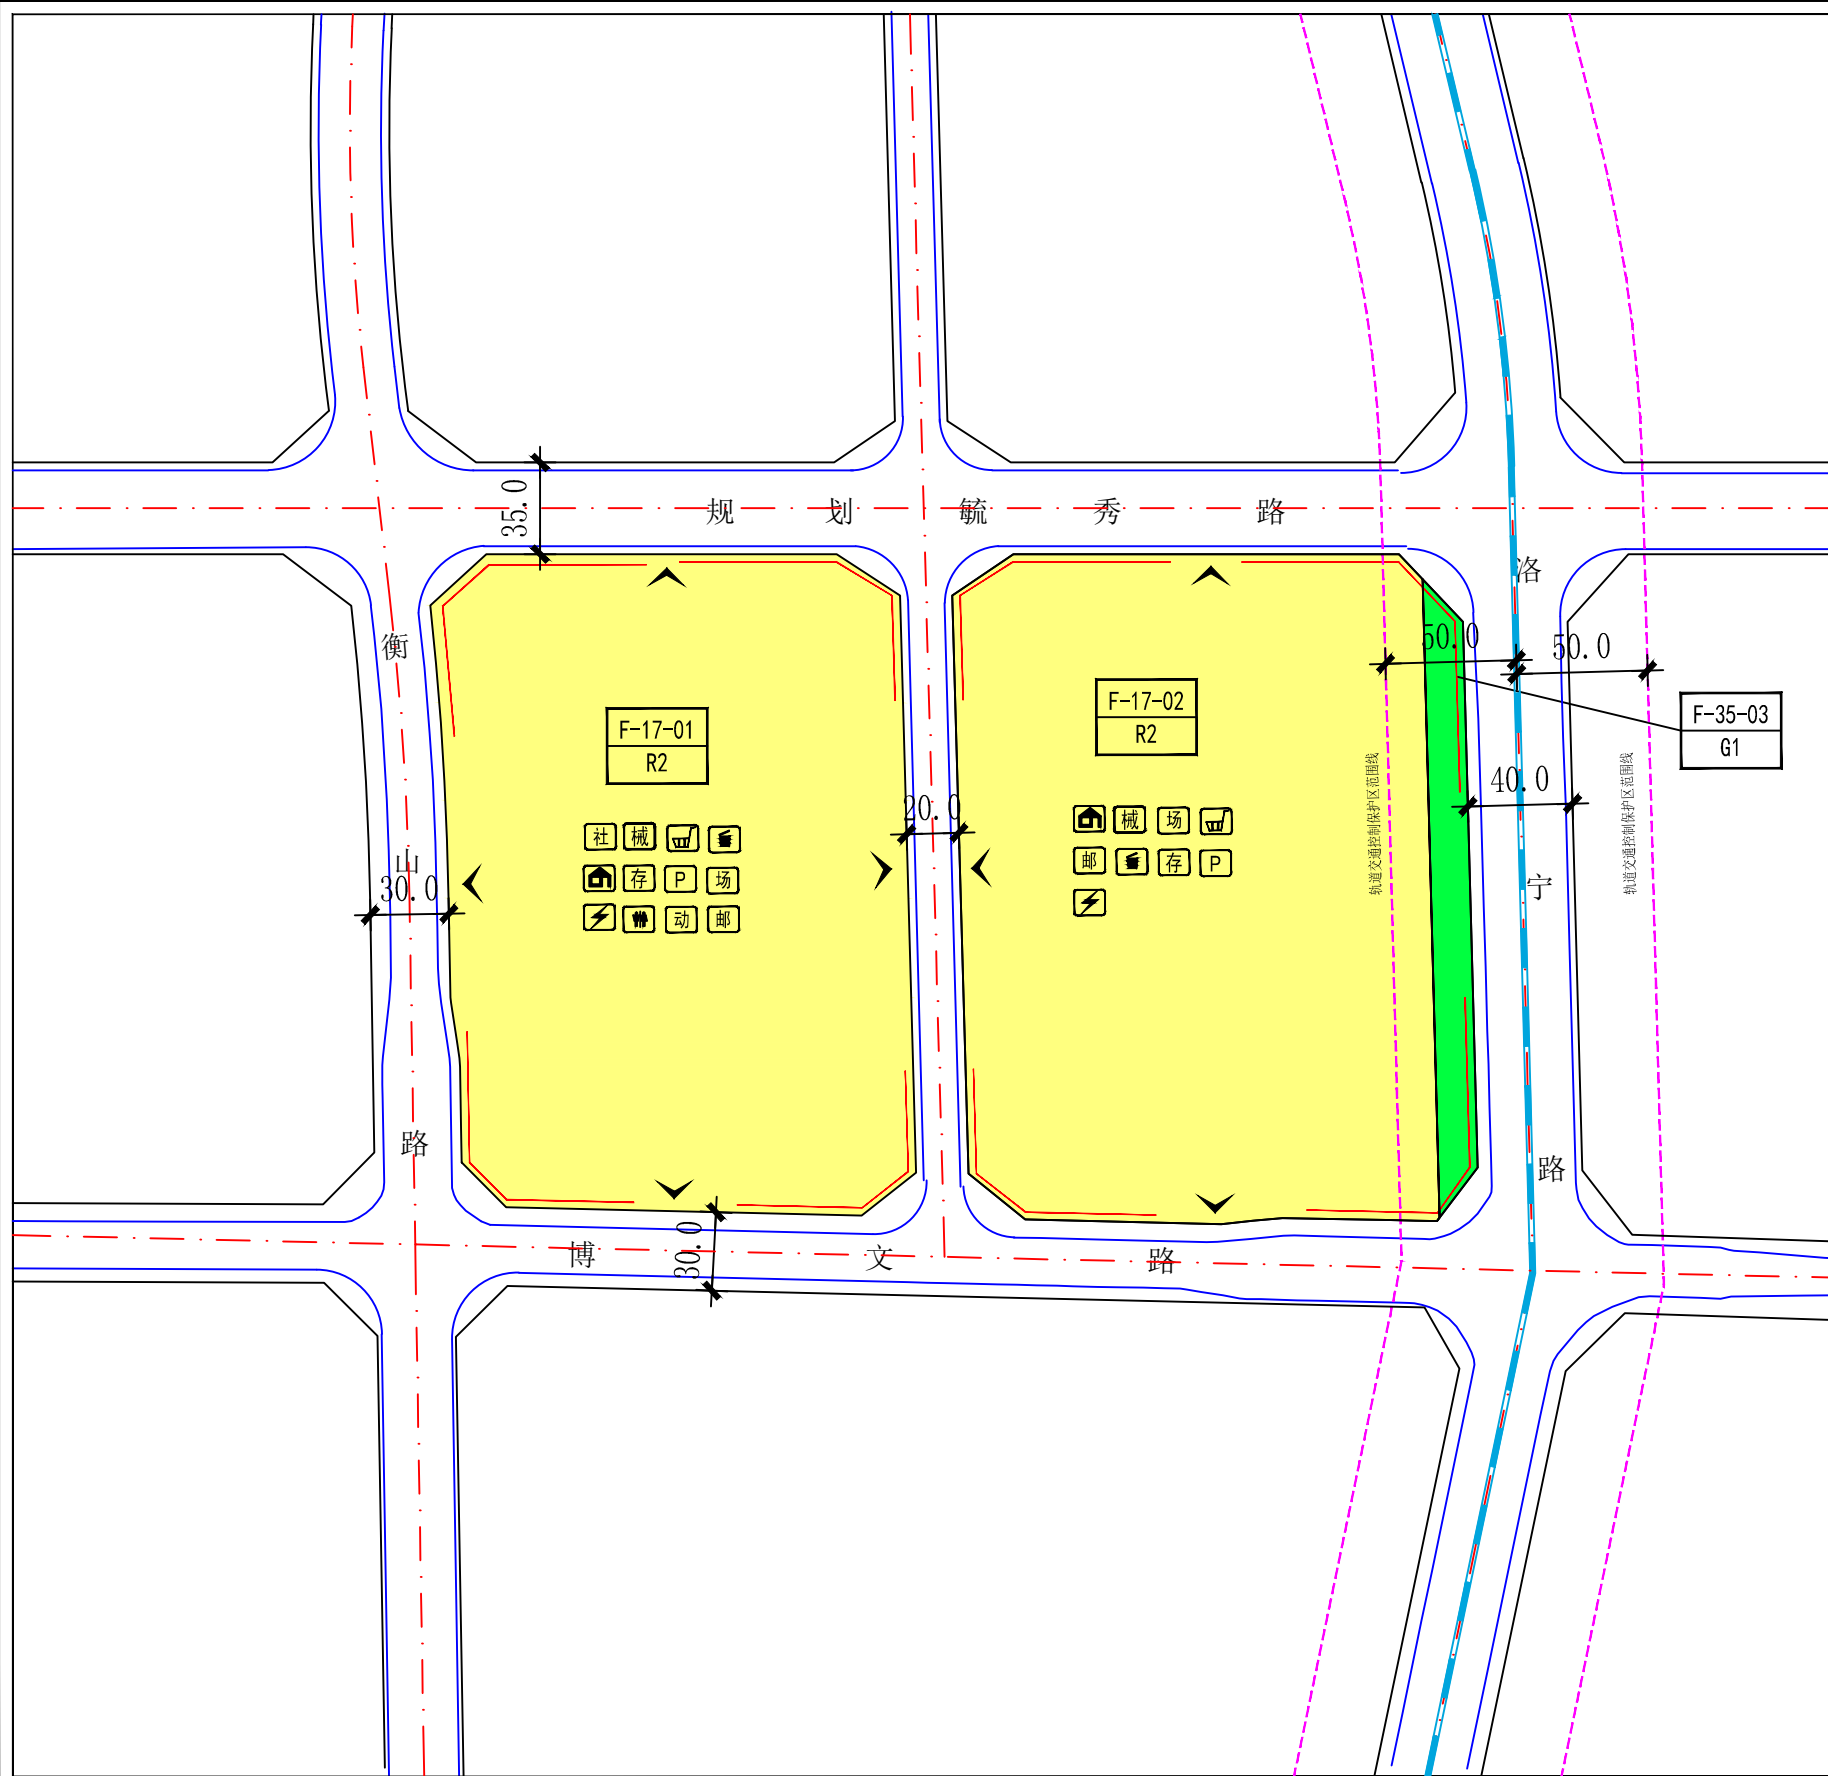 35.0
规划毓秀路
洛宁路
衡山路
50.0
50.0
F-17-01
R2
F-17-02
R2
F-35-03
G1
轨道交通控制保护区范围线
轨道交通控制保护区范围线
20.0
40.0
30.0
社 械
存 P 场
动 邮
械 场
邮 存 P
30.0
博文路